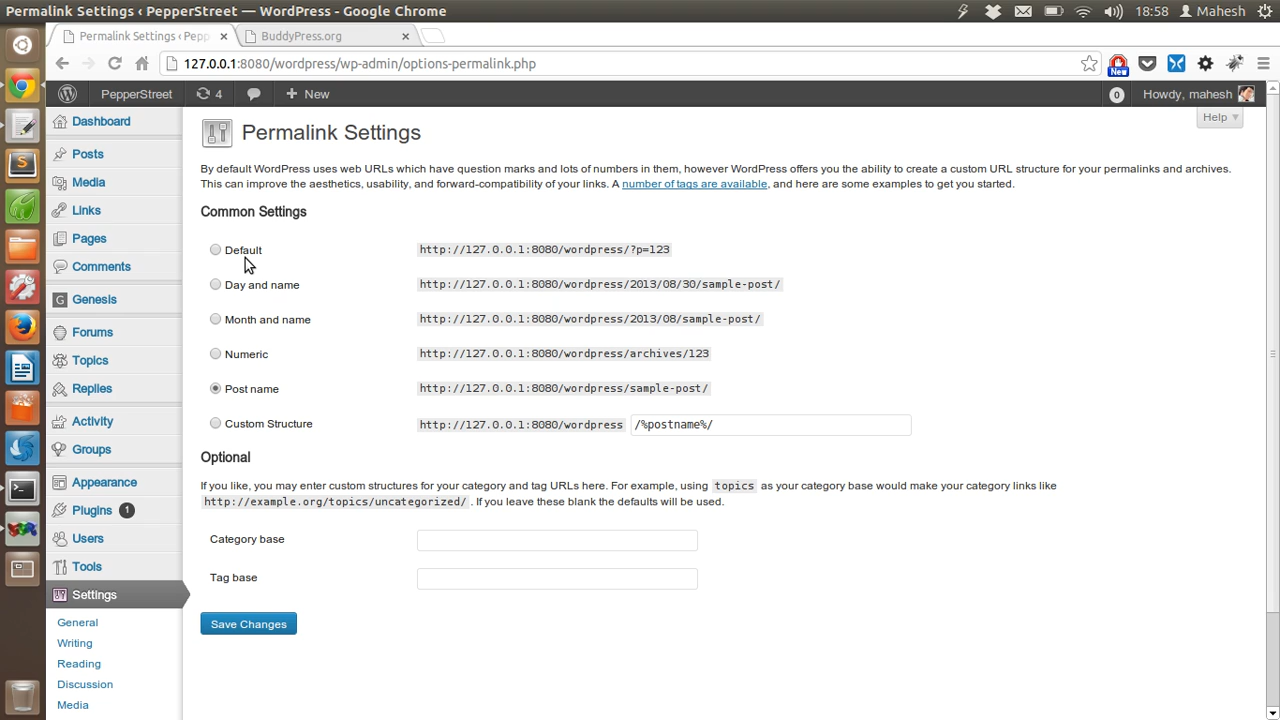 Permalink Settings ‹ PepperStreet — WordPress - Google Chrome
18:58
Mahesh
Permalink Settings ‹ Pepp
BuddyPress.org
127.0.0.1:8080/wordpress/wp-admin/options-permalink.php
New
PepperStreet
4
New
0
Howdy, mahesh
Help
Dashboard
Posts
Media
Links
Pages
Comments
Genesis
Forums
Topics
Replies
Activity
Groups
Appearance
Plugins 1
Users
Tools
Settings
General
Writing
Reading
Discussion
Media
Permalink Settings
By default WordPress uses web URLs which have question marks and lots of numbers in them, however WordPress offers you the ability to create a custom URL structure for your permalinks and archives.
This can improve the aesthetics, usability, and forward-compatibility of your links. A number of tags are available, and here are some examples to get you started.
Common Settings
Default http://127.0.0.1:8080/wordpress/?p=123
Day and name http://127.0.0.1:8080/wordpress/2013/08/30/sample-post/
Month and name http://127.0.0.1:8080/wordpress/2013/08/sample-post/
Numeric http://127.0.0.1:8080/wordpress/archives/123
Post name http://127.0.0.1:8080/wordpress/sample-post/
Custom Structure http://127.0.0.1:8080/wordpress /%postname%/
Optional
If you like, you may enter custom structures for your category and tag URLs here. For example, using topics as your category base would make your category links like
http://example.org/topics/uncategorized/ . If you leave these blank the defaults will be used.
Category base
Tag base
Save Changes